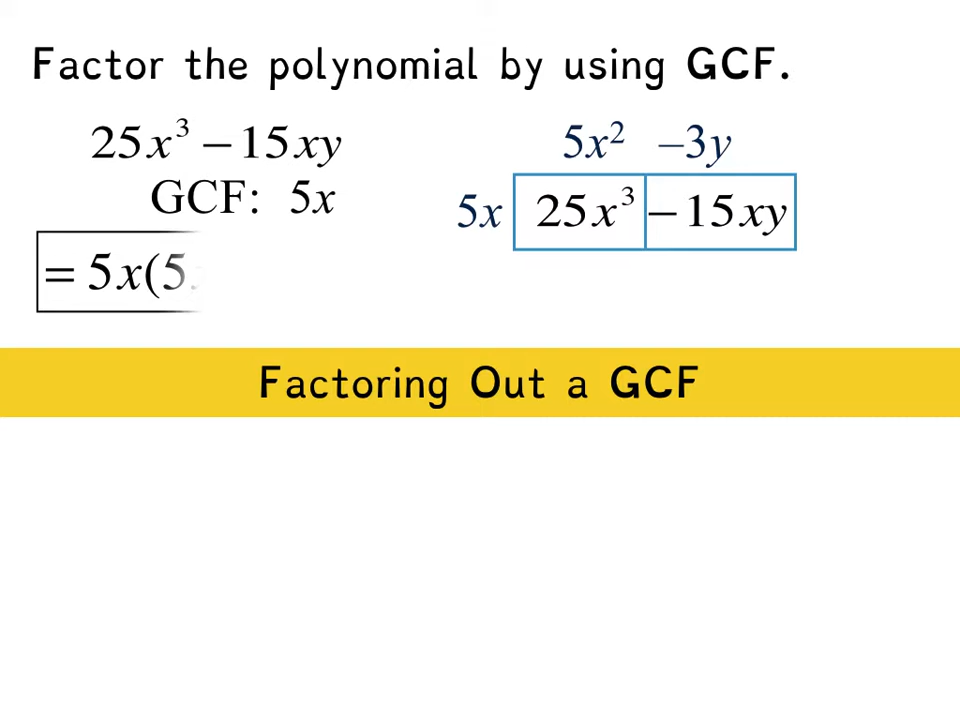 Factor the polynomial by using GCF.
25x³ – 15xy
GCF: 5x
= 5x(5
5x² –3y
5x 25x³ – 15xy
Factoring Out a GCF